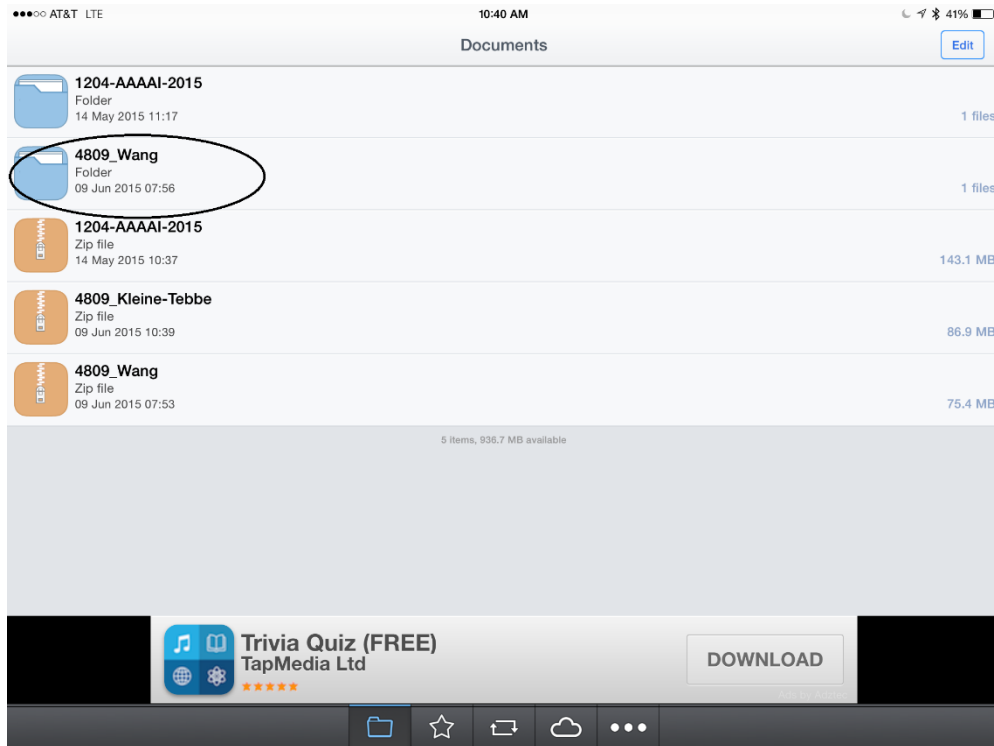 AT&T LTE 10:40 AM 41%
Documents
Edit
1204-AAAAI-2015
Folder
14 May 2015 11:17
1 files
4809_Wang
Folder
09 Jun 2015 07:56
1 files
1204-AAAAI-2015
Zip file
14 May 2015 10:37
143.1 MB
4809_Kleine-Tebbe
Zip file
09 Jun 2015 10:39
86.9 MB
4809_Wang
Zip file
09 Jun 2015 07:53
75.4 MB
5 items, 936.7 MB available
Trivia Quiz (FREE)
TapMedia Ltd
DOWNLOAD
Ads by